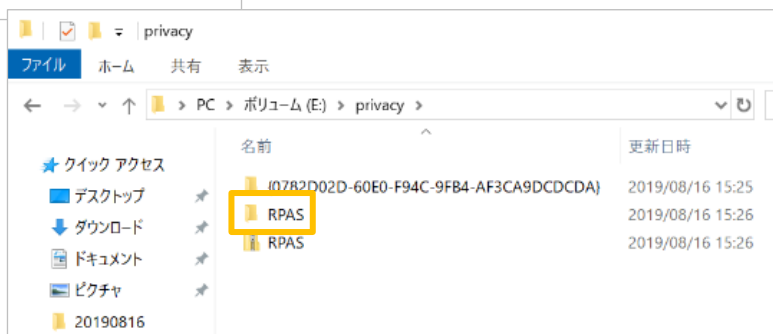 privacy
ファイル ホーム 共有 表示
PC > ボリューム (E:) > privacy >
名前 更新日時
クイック アクセス
{0782D02D-60E0-F94C-9FB4-AF3CA9DCDCDA} 2019/08/16 15:25
デスクトップ
RPAS 2019/08/16 15:26
ダウンロード
RPAS 2019/08/16 15:26
ドキュメント
ピクチャ
20190816